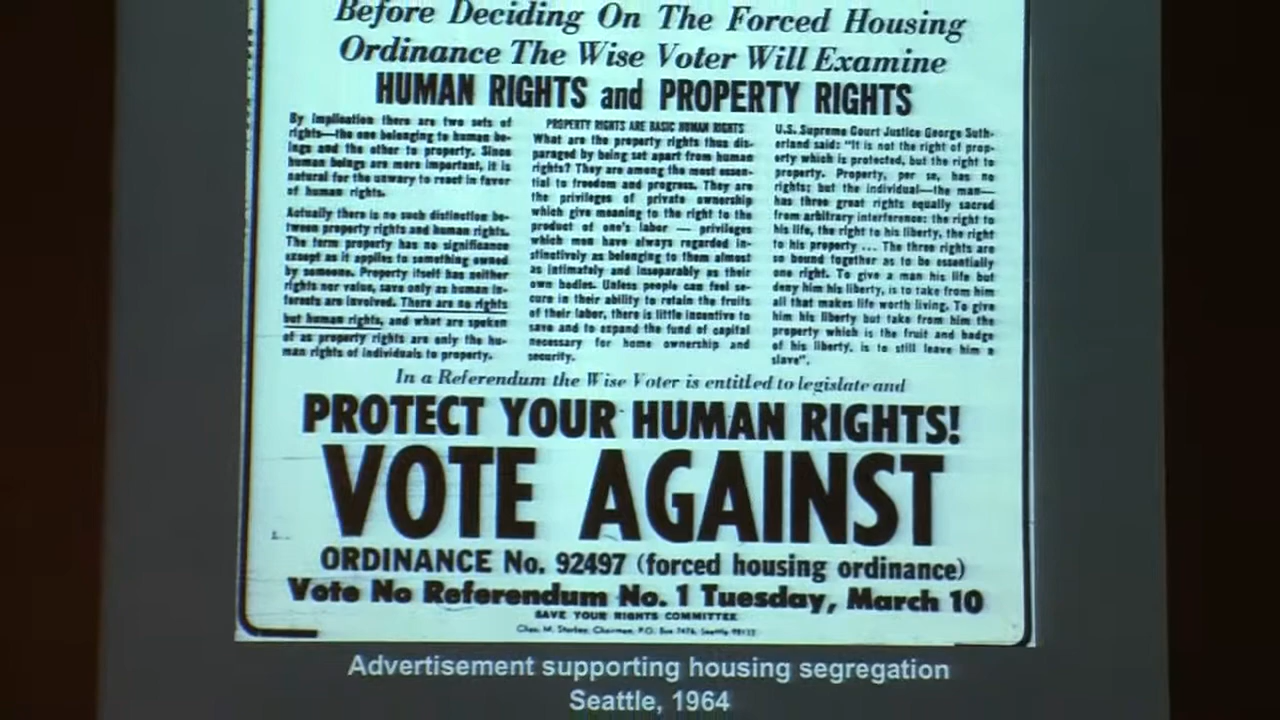 Before Deciding On The Forced Housing
Ordinance The Wise Voter Will Examine
HUMAN RIGHTS and PROPERTY RIGHTS
By implication there are two sets of
rights—the one belonging to human be-
ings and the other to property. Since
human beings are more important, it is
natural for the unwary to react in favor
of human rights.
Actually there is no such distinction be-
tween property rights and human rights.
The term property has no significance
except as it applies to something owned
by someone. Property itself has neither
rights nor value, save only as human in-
terests are involved. There are no rights
but human rights, and what are spoken
of as property rights are only the hu-
man rights of individuals to property.
PROPERTY RIGHTS ARE BASIC HUMAN RIGHTS
What are the property rights thus dis-
paraged by being set apart from human
rights? They are among the most essen-
tial to freedom and progress. They are
the privileges of private ownership
which give meaning to the right to the
product of one's labor — privileges
which men have always regarded in-
stinctively as belonging to them almost
as intimately and inseparably as their
own bodies. Unless people can feel se-
cure in their ability to retain the fruits
of their labor, there is little incentive to
save and to expand the fund of capital
necessary for home ownership and
security.
U.S. Supreme Court Justice George Suth-
erland said: "It is not the right of prop-
erty which is protected, but the right to
property. Property, per se, has no
rights; but the individual—the man—
has three great rights equally sacred
from arbitrary interference: the right to
his life, the right to his liberty, the right
to his property ... The three rights are
so bound together as to be essentially
one right. To give a man his life but
deny him his liberty, is to take from him
all that makes life worth living. To give
him his liberty but take from him the
property which is the fruit and badge
of his liberty, is to still leave him a
slave".
In a Referendum the Wise Voter is entitled to legislate and
PROTECT YOUR HUMAN RIGHTS!
VOTE AGAINST
ORDINANCE No. 92497 (forced housing ordinance)
Vote No Referendum No. 1 Tuesday, March 10
SAVE YOUR RIGHTS COMMITTEE
Chairman, P.O. Box Seattle
Advertisement supporting housing segregation
Seattle, 1964